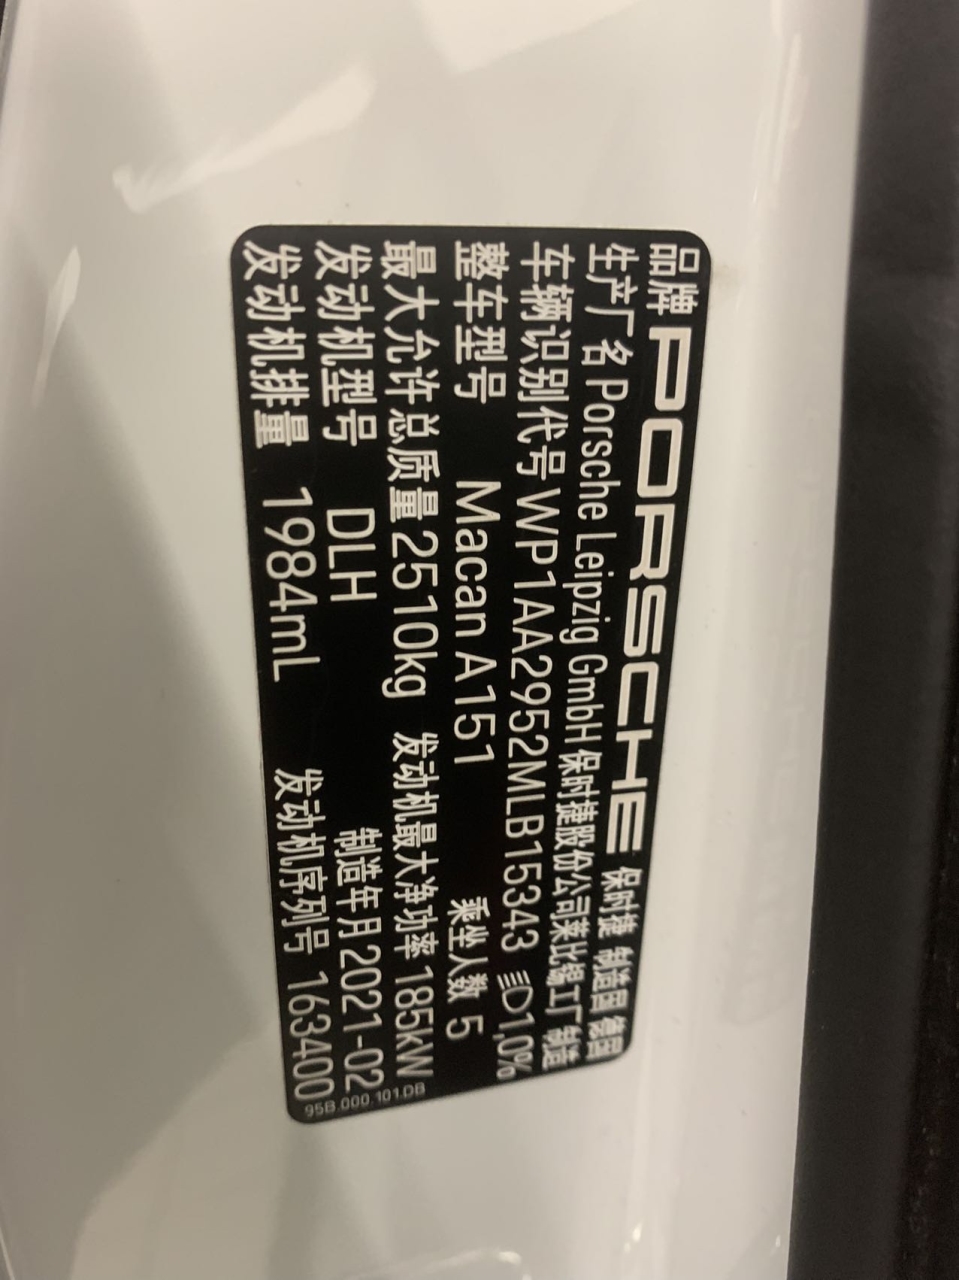 品牌 PORSCHE 保时捷 制造国 德国
生产厂名 Porsche Leipzig GmbH 保时捷股份公司莱比锡工厂 制造
车辆识别代号 WP1AA2952MLB15343 D1,0%
整车型号 Macan A151 乘坐人数 5
最大允许总质量 2510kg 发动机最大净功率 185kW
发动机型号 DLH 制造年月 2021-02
发动机排量 1984mL 发动机序列号 163400
95B.000.101.DB